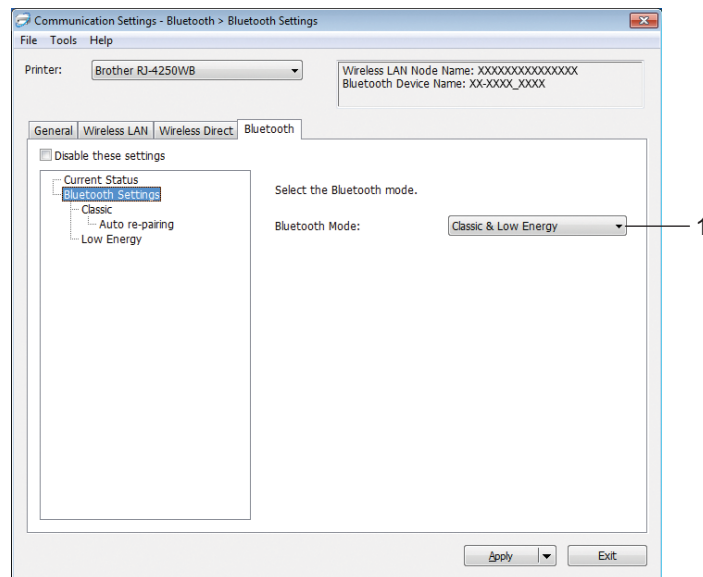 Communication Settings - Bluetooth > Bluetooth Settings
File Tools Help
Printer: Brother RJ-4250WB
Wireless LAN Node Name: XXXXXXXXXXXXXXX
Bluetooth Device Name: XX-XXXX_XXXX
General Wireless LAN Wireless Direct Bluetooth
Disable these settings
Current Status
Bluetooth Settings
Classic
Auto re-pairing
Low Energy
Select the Bluetooth mode.
Bluetooth Mode: Classic & Low Energy
1
Apply Exit